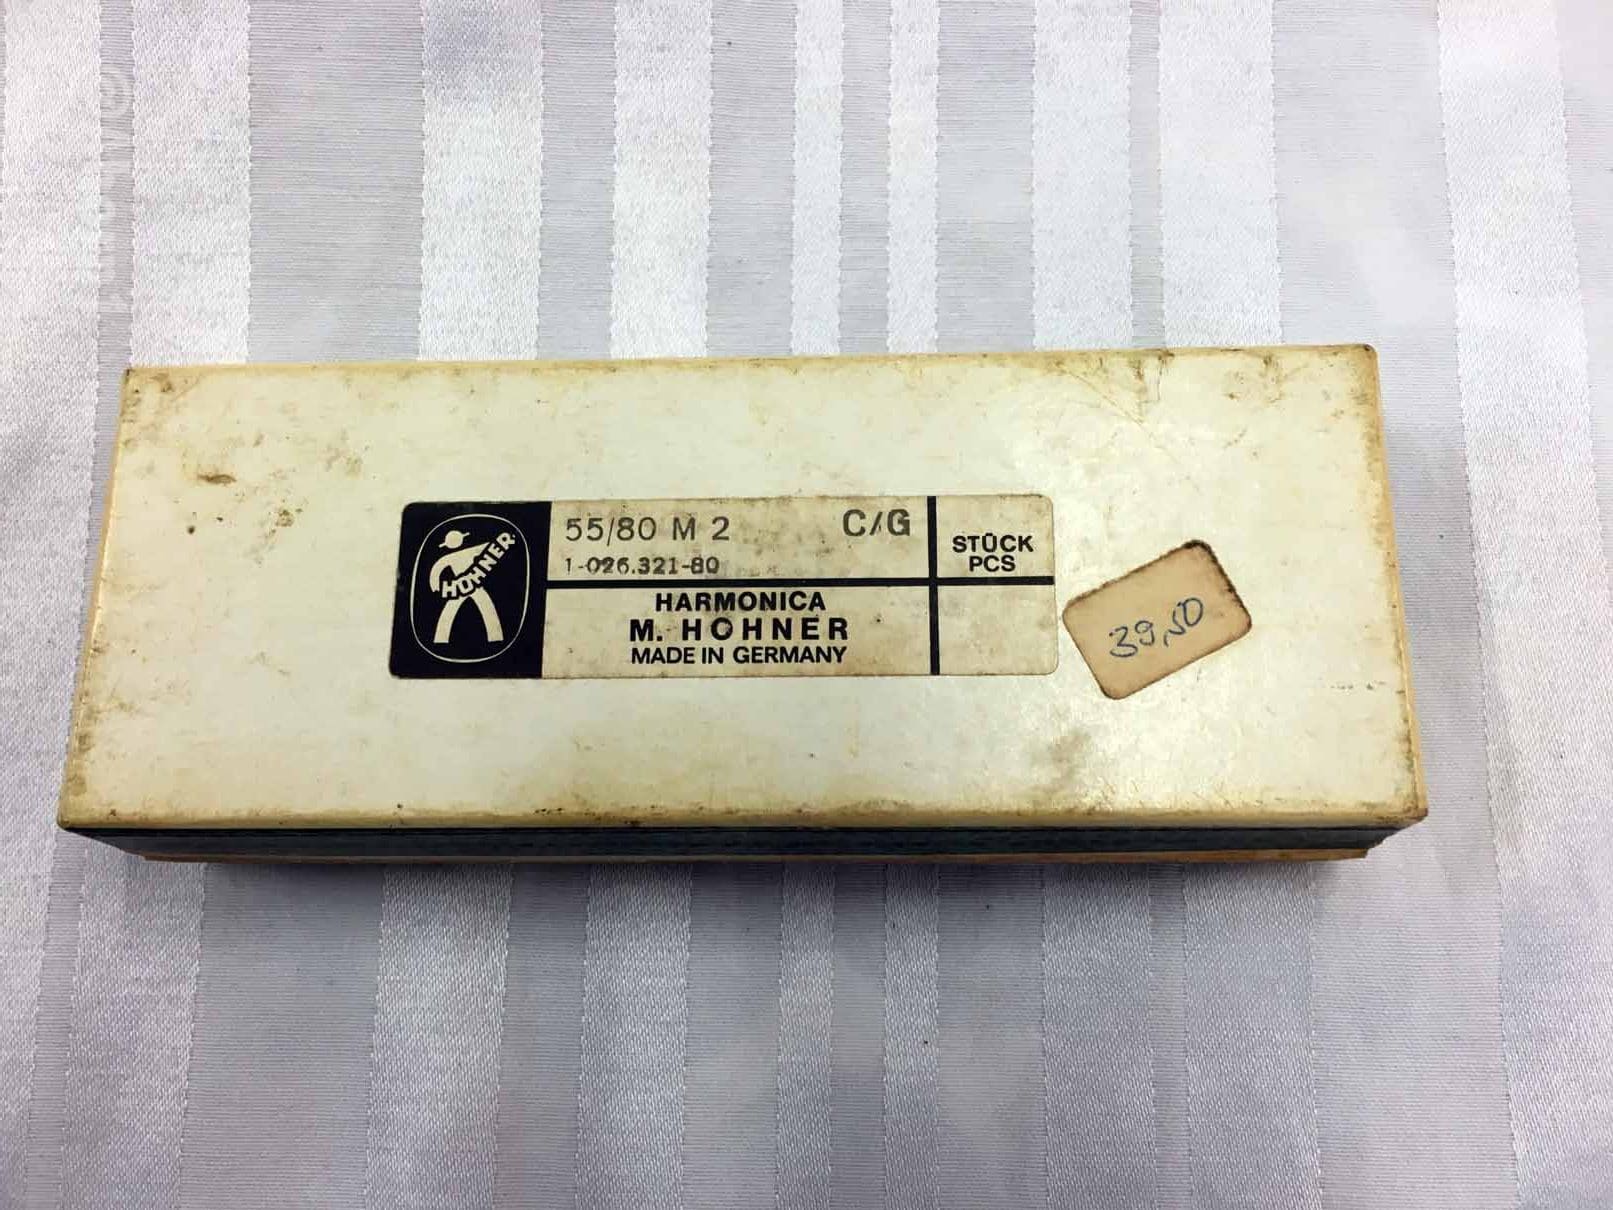 HOHNER
55/80 M 2 C/G
1-026.321-80
HARMONICA
M. HOHNER
MADE IN GERMANY
STÜCK
PCS
39,50